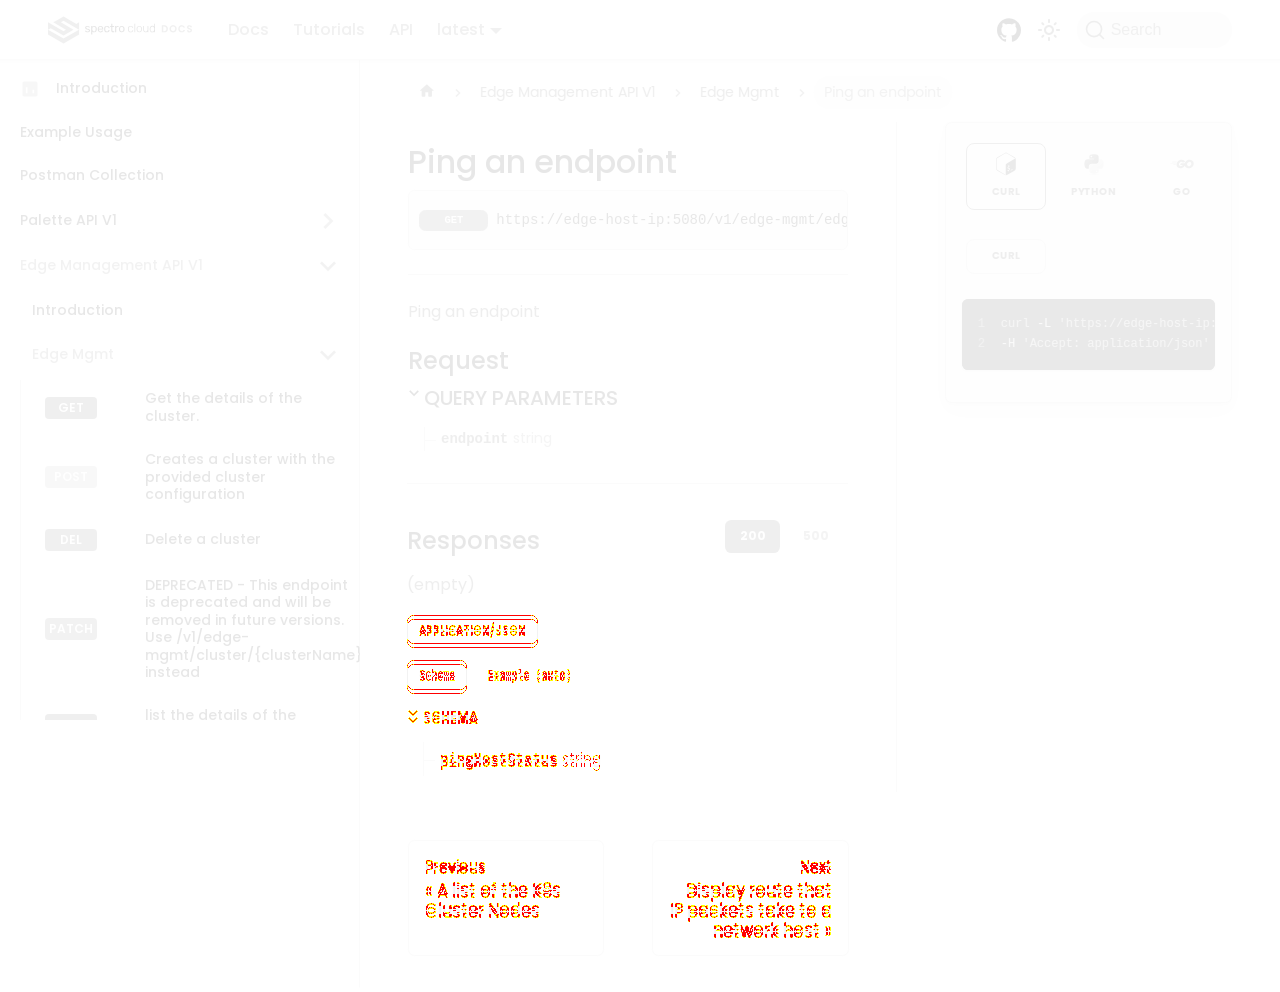 spectro cloud DOCS
Docs
Tutorials
API
latest
Search
Introduction
Example Usage
Postman Collection
Palette API V1
Edge Management API V1
Introduction
Edge Mgmt
GET
Get the details of the
cluster.
POST
Creates a cluster with the
provided cluster
configuration
DEL
Delete a cluster
PATCH
DEPRECATED - This endpoint
is deprecated and will be
removed in future versions.
Use /v1/edge-
mgmt/cluster/{clusterName}
instead
list the details of the
Edge Management API V1
Edge Mgmt
Ping an endpoint
Ping an endpoint
GET
https://edge-host-ip:5080/v1/edge-mgmt/edg
Ping an endpoint
Request
QUERY PARAMETERS
endpoint string
Responses
200
500
(empty)
APPLICATION/JSON
Schema
Example (auto)
SCHEMA
pingHostStatus string
Previous
« A list of the K8s
Cluster Nodes
Next
Display route that
IP packets take to a
network host »
CURL
PYTHON
GO
CURL
1 curl -L 'https://edge-host-ip:
2 -H 'Accept: application/json'